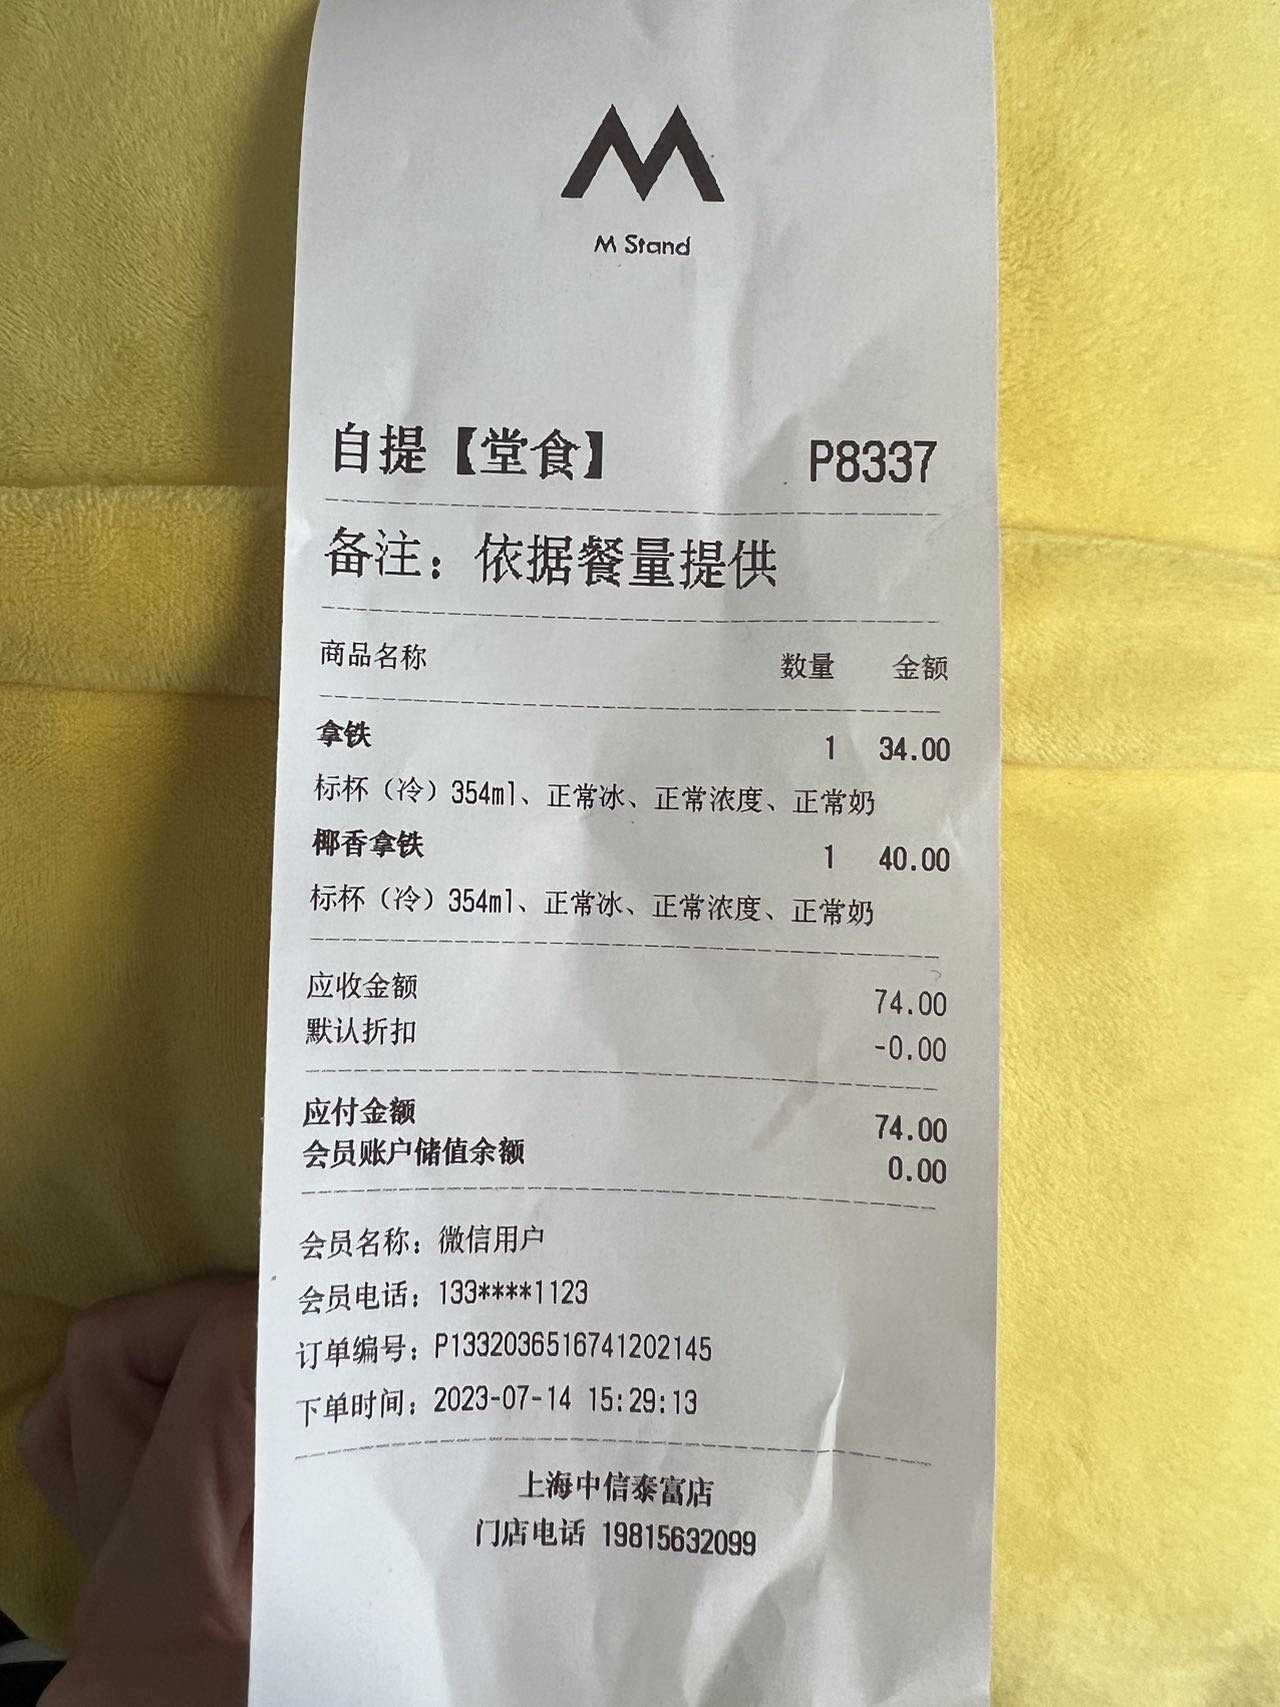 M Stand
自提【堂食】 P8337
备注：依据餐量提供
商品名称 数量 金额
拿铁 1 34.00
标杯（冷）354ml、正常冰、正常浓度、正常奶
椰香拿铁 1 40.00
标杯（冷）354ml、正常冰、正常浓度、正常奶
应收金额 74.00
默认折扣 -0.00
应付金额 74.00
会员账户储值余额 0.00
会员名称：微信用户
会员电话：133****1123
订单编号：P1332036516741202145
下单时间：2023-07-14 15:29:13
上海中信泰富店
门店电话 19815632099